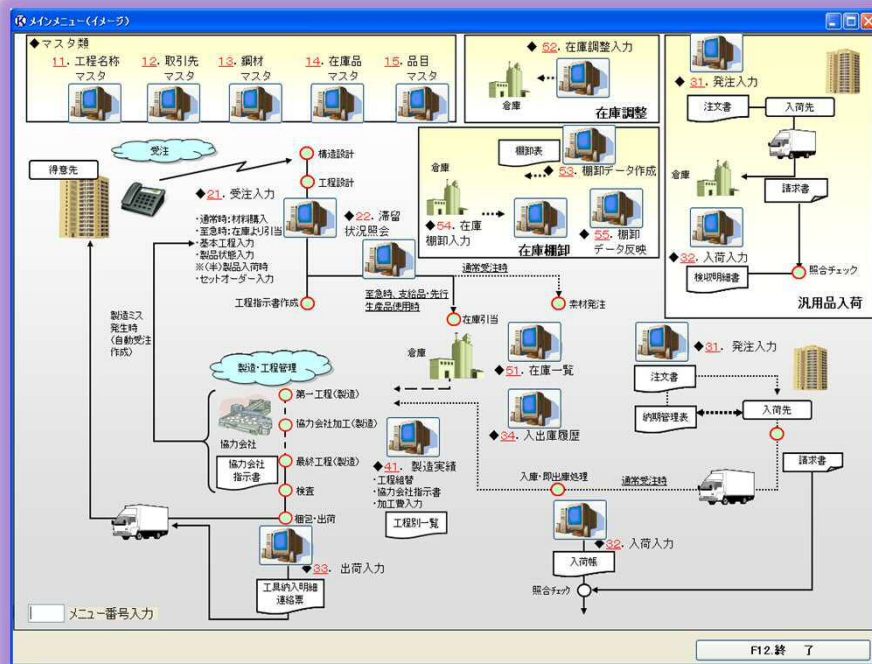 メインメニュー(イメージ)
◆マスタ類
11. 工程名称
マスタ
12. 取引先
マスタ
13. 鋼材
マスタ
14. 在庫品
マスタ
15. 品目
マスタ
◆52. 在庫調整入力
倉庫
在庫調整
◆31. 発注入力
注文書
入荷先
倉庫
請求書
◆32. 入荷入力
検収明細書
照合チェック
汎用品入荷
棚卸表
◆53. 棚卸データ作成
倉庫
◆54. 在庫
棚卸入力
◆55. 棚卸
データ反映
在庫棚卸
受注
得意先
構造設計
工程設計
◆21. 受注入力
・通常時:材料購入
・至急時:在庫より引当
・基本工程入力
・製品状態入力
※(半)製品入荷時
・セットオーダー入力
◆22. 滞留
状況照会
通常受注時
工程指示書作成
至急時、支給品・先行
生産品使用時
素材発注
在庫引当
倉庫
◆51. 在庫一覧
◆34. 入出庫履歴
製造ミス
発生時
(自動受注
作成)
製造・工程管理
第一工程(製造)
協力会社加工(製造)
協力会社
協力会社
指示書
最終工程(製造)
検査
梱包・出荷
◆41. 製造実績
・工程組替
・協力会社指示書
・加工費入力
工程別一覧
◆31. 発注入力
注文書
納期管理表
入荷先
請求書
入庫・即出庫処理
通常受注時
◆32. 入荷入力
入荷帳
照合チェック
◆33. 出荷入力
工具納入明細
連絡票
メニュー番号入力
F12.終 了